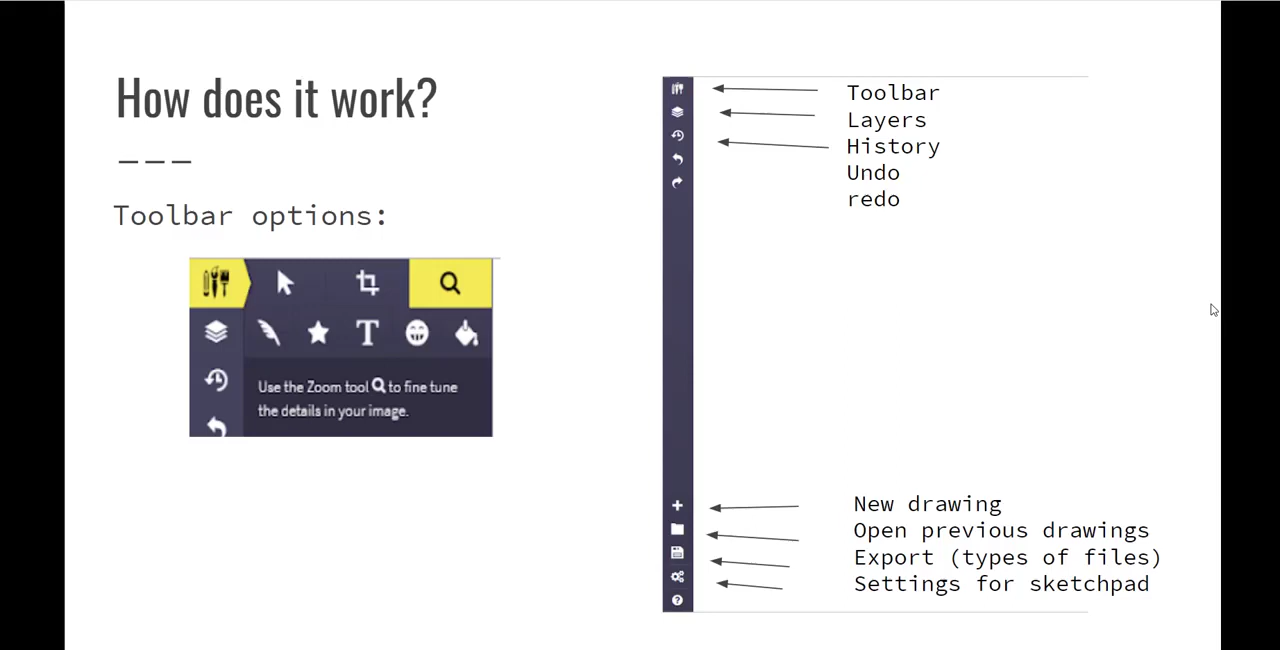 How does it work?
Toolbar options:
Use the Zoom tool to fine tune
the details in your image.
Toolbar
Layers
History
Undo
redo
New drawing
Open previous drawings
Export (types of files)
Settings for sketchpad